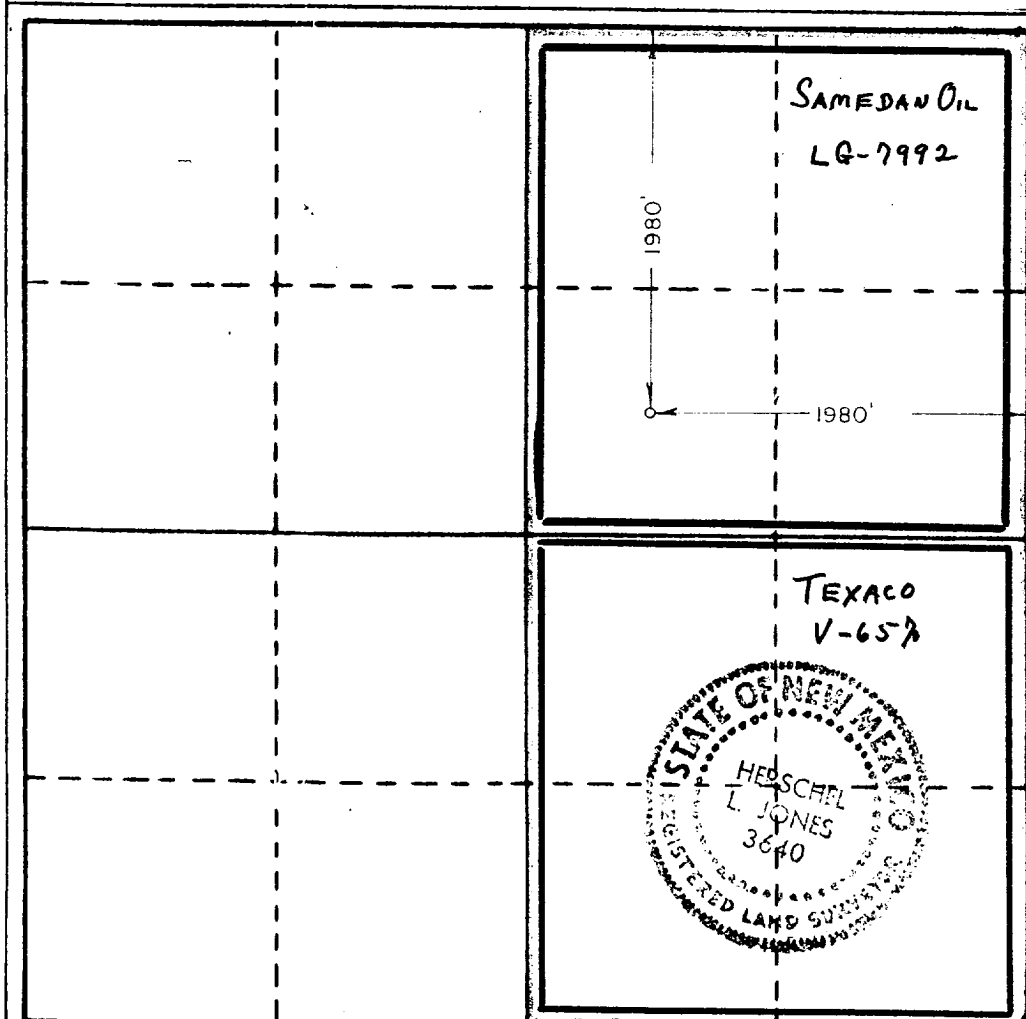 SAMEDAN OIL
LG-7992
1980'
1980'
TEXACO
STATE OF NEW MEXICO
HERSCHEL
L. JONES
3640
REGISTERED LAND SURVEYOR